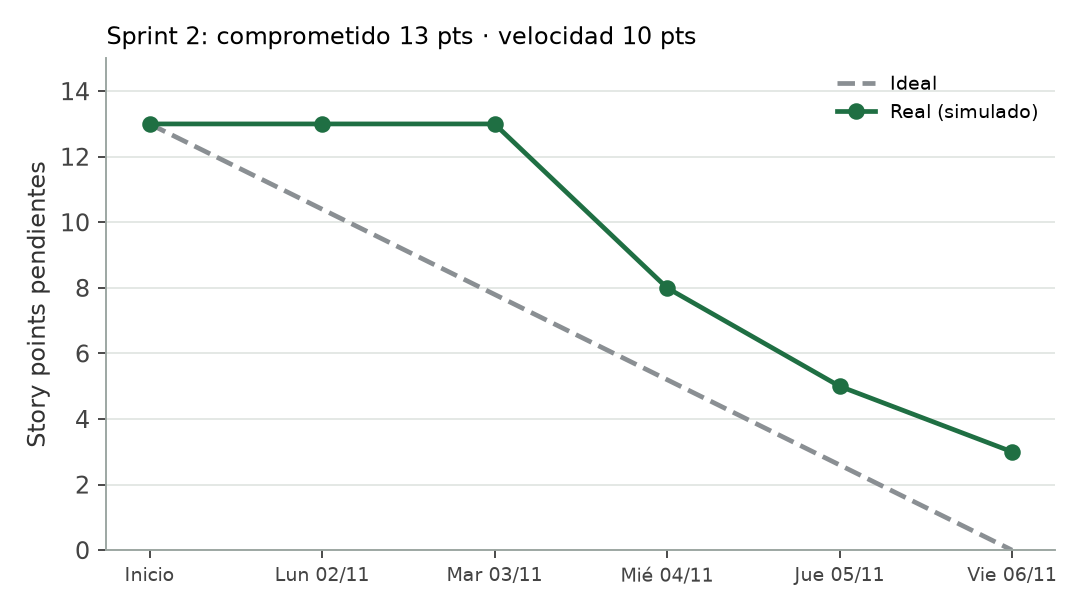 Sprint 2: comprometido 13 pts · velocidad 10 pts
Ideal
Real (simulado)
Story points pendientes
14
12
10
8
6
4
2
0
Inicio
Lun 02/11
Mar 03/11
Mié 04/11
Jue 05/11
Vie 06/11